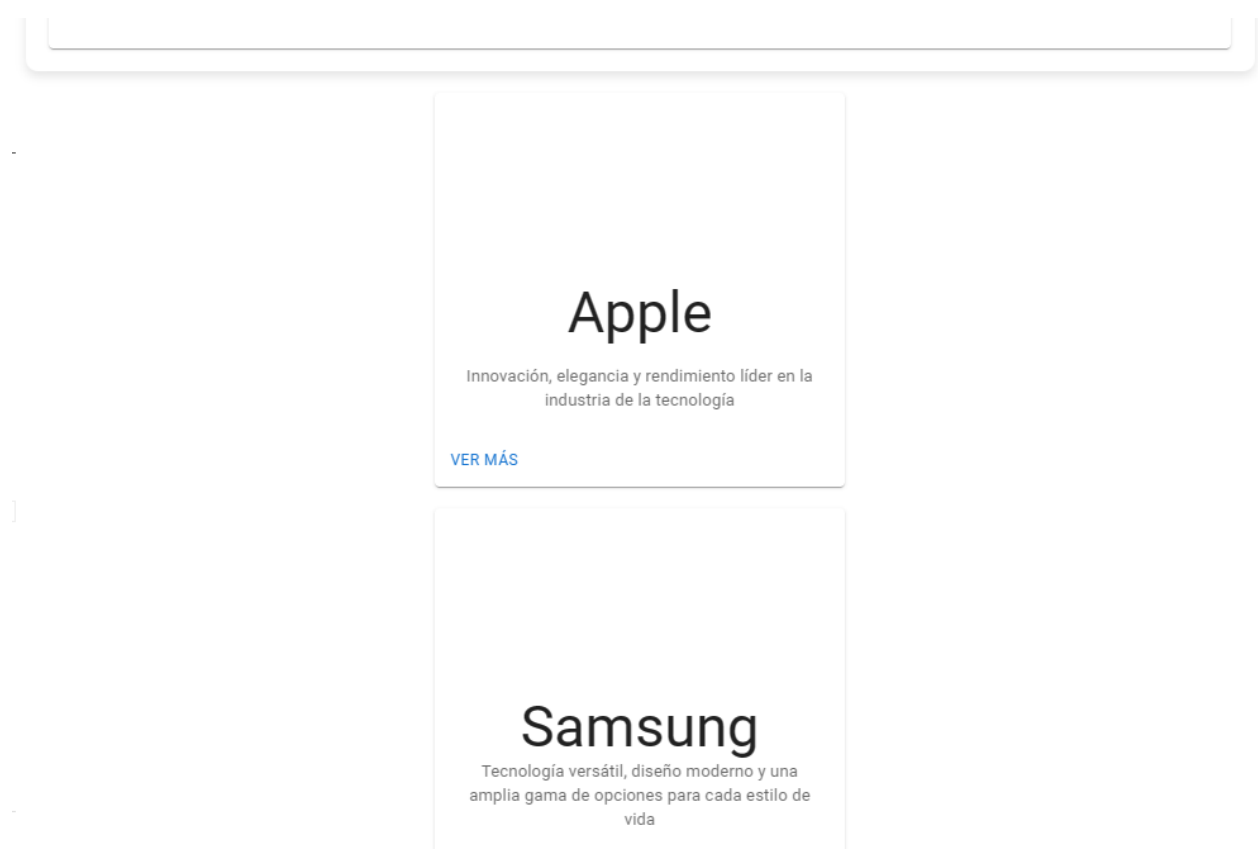 Apple
Innovación, elegancia y rendimiento líder en la
industria de la tecnología
VER MÁS
Samsung
Tecnología versátil, diseño moderno y una
amplia gama de opciones para cada estilo de
vida